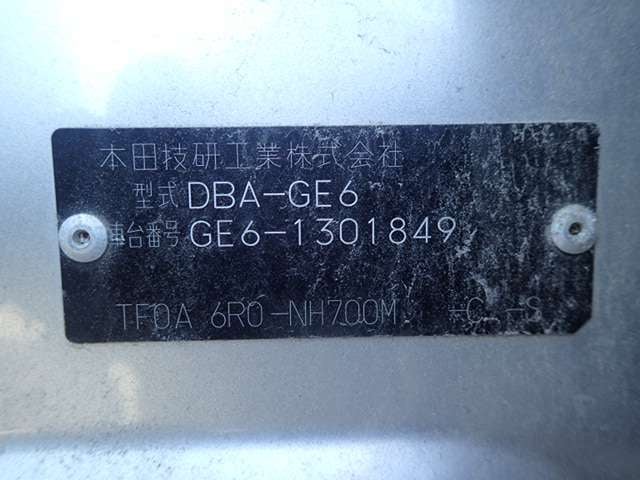 本田技研工業株式会社
型式 DBA-GE6
車台番号 GE6-1301849
TF0A 6R0-NH700M -C -S